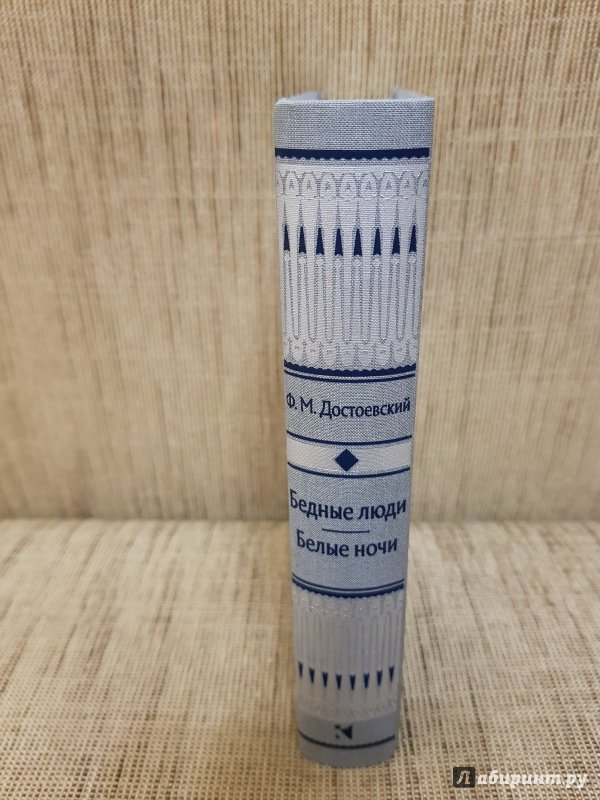 Ф. М. Достоевский
Бедные люди
Белые ночи
Лабиринт.ру